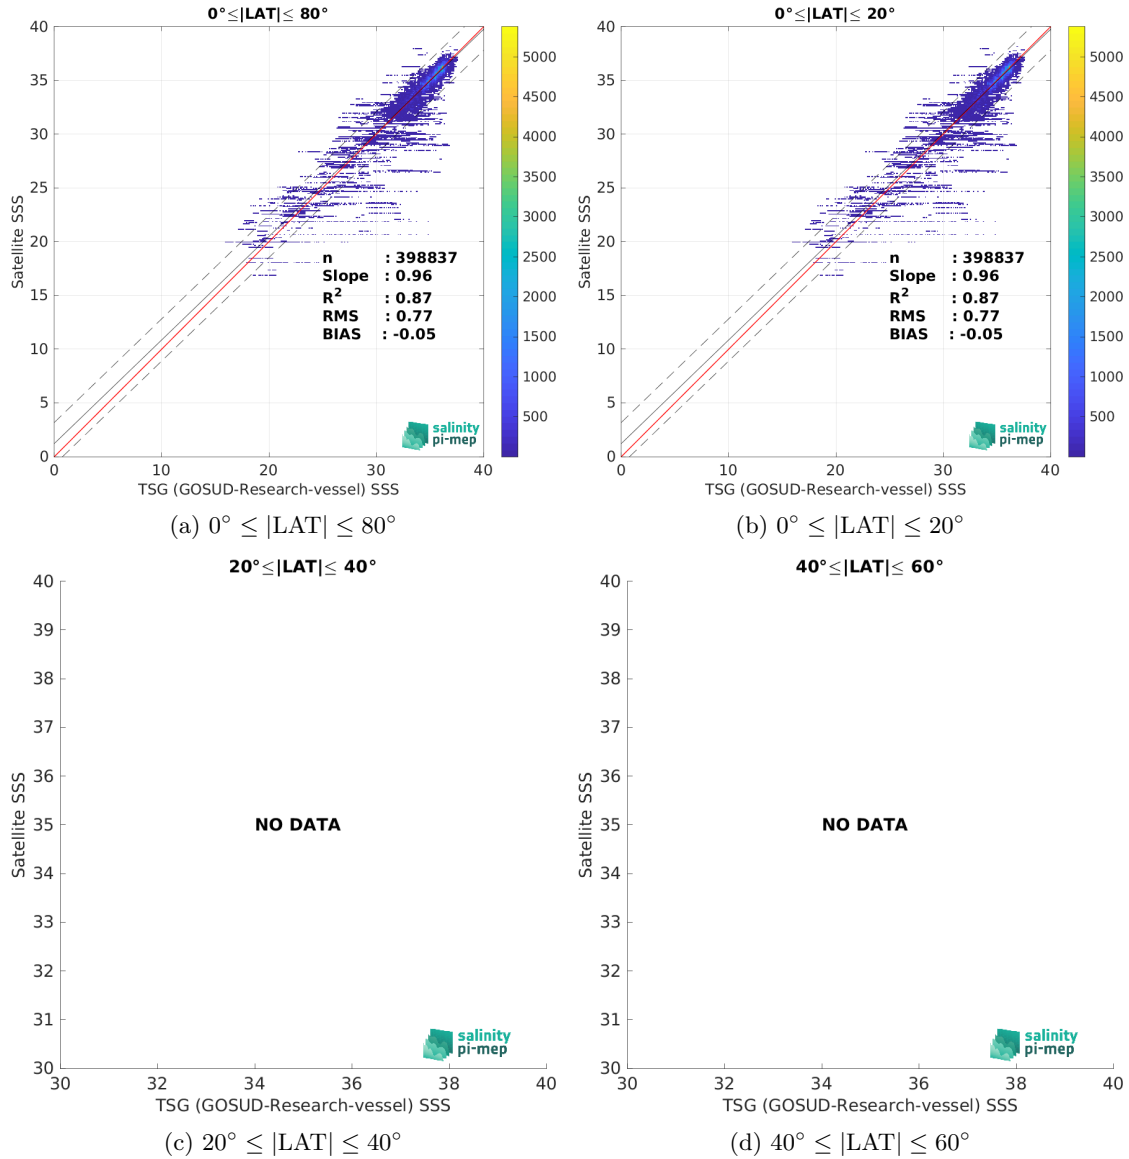 0°≤|LAT|≤ 80°
Satellite SSS
40
35
30
25
20
15
10
5
0
n : 398837
Slope : 0.96
R² : 0.87
RMS : 0.77
BIAS : -0.05
salinity
pi-mep
0 10 20 30 40
TSG (GOSUD-Research-vessel) SSS
5000
4500
4000
3500
3000
2500
2000
1500
1000
500
(a) 0° ≤ |LAT| ≤ 80°
0°≤|LAT|≤ 20°
Satellite SSS
40
35
30
25
20
15
10
5
0
n : 398837
Slope : 0.96
R² : 0.87
RMS : 0.77
BIAS : -0.05
salinity
pi-mep
0 10 20 30 40
TSG (GOSUD-Research-vessel) SSS
5000
4500
4000
3500
3000
2500
2000
1500
1000
500
(b) 0° ≤ |LAT| ≤ 20°
20°≤|LAT|≤ 40°
Satellite SSS
40
39
38
37
36
35
34
33
32
31
30
NO DATA
salinity
pi-mep
30 32 34 36 38 40
TSG (GOSUD-Research-vessel) SSS
(c) 20° ≤ |LAT| ≤ 40°
40°≤|LAT|≤ 60°
Satellite SSS
40
39
38
37
36
35
34
33
32
31
30
NO DATA
salinity
pi-mep
30 32 34 36 38 40
TSG (GOSUD-Research-vessel) SSS
(d) 40° ≤ |LAT| ≤ 60°